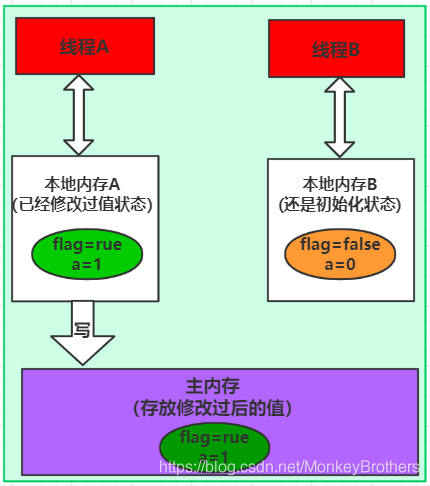 线程A
线程B
本地内存A
(已经修改过值状态)
flag=rue
a=1
本地内存B
(还是初始化状态)
flag=false
a=0
写
主内存
(存放修改过后的值)
flag=rue
a=1
https://blog.csdn.net/MonkeyBrothers